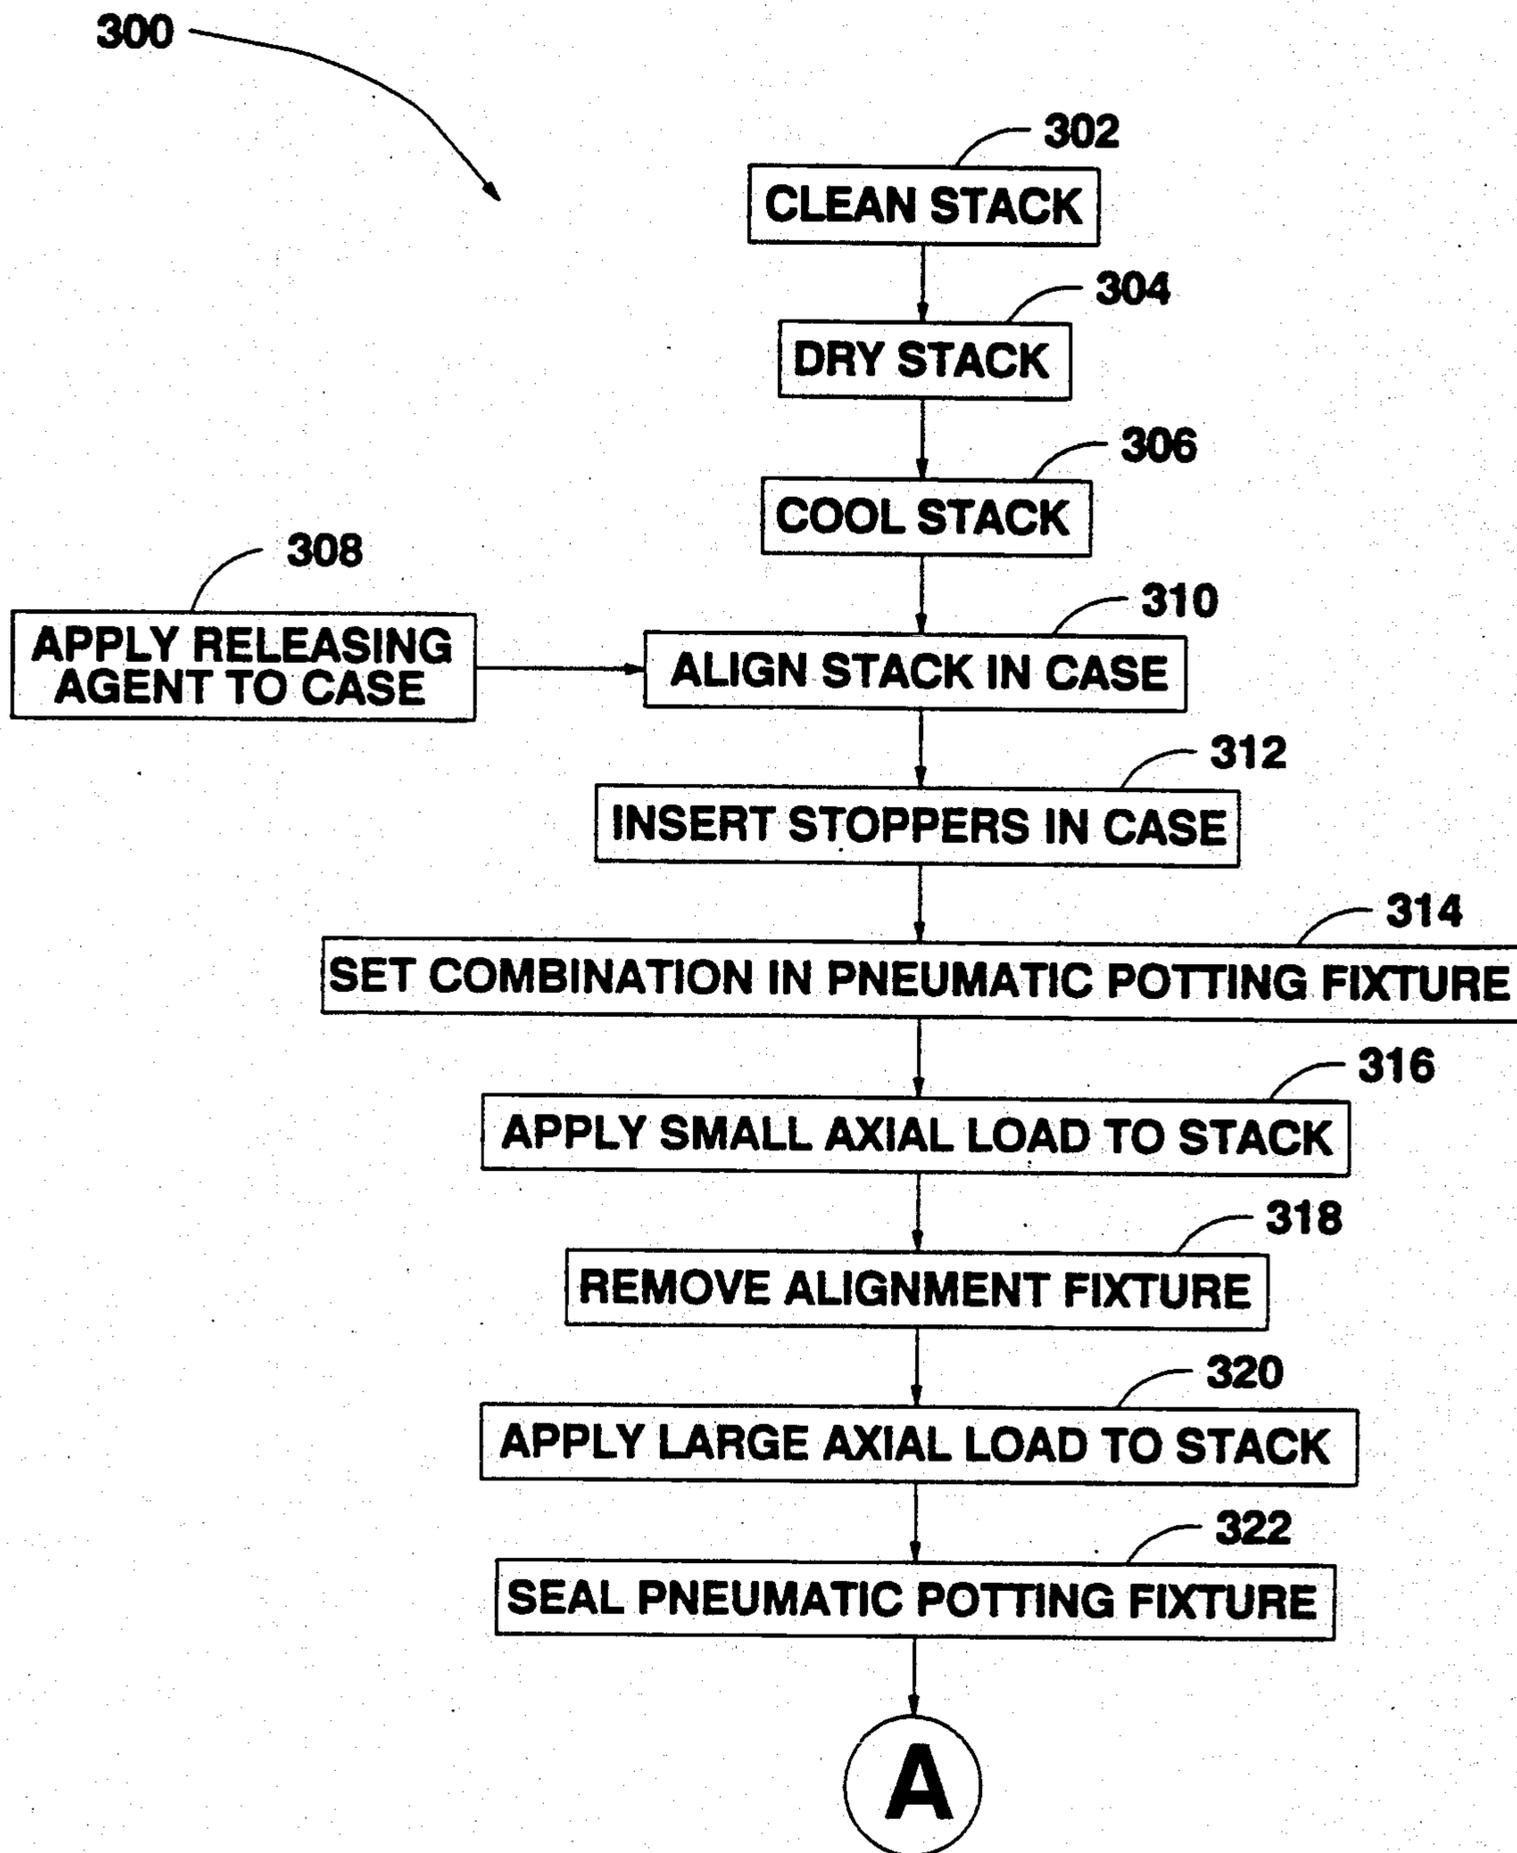 300
302
CLEAN STACK
304
DRY STACK
306
COOL STACK
308
APPLY RELEASING
AGENT TO CASE
310
ALIGN STACK IN CASE
312
INSERT STOPPERS IN CASE
314
SET COMBINATION IN PNEUMATIC POTTING FIXTURE
316
APPLY SMALL AXIAL LOAD TO STACK
318
REMOVE ALIGNMENT FIXTURE
320
APPLY LARGE AXIAL LOAD TO STACK
322
SEAL PNEUMATIC POTTING FIXTURE
A